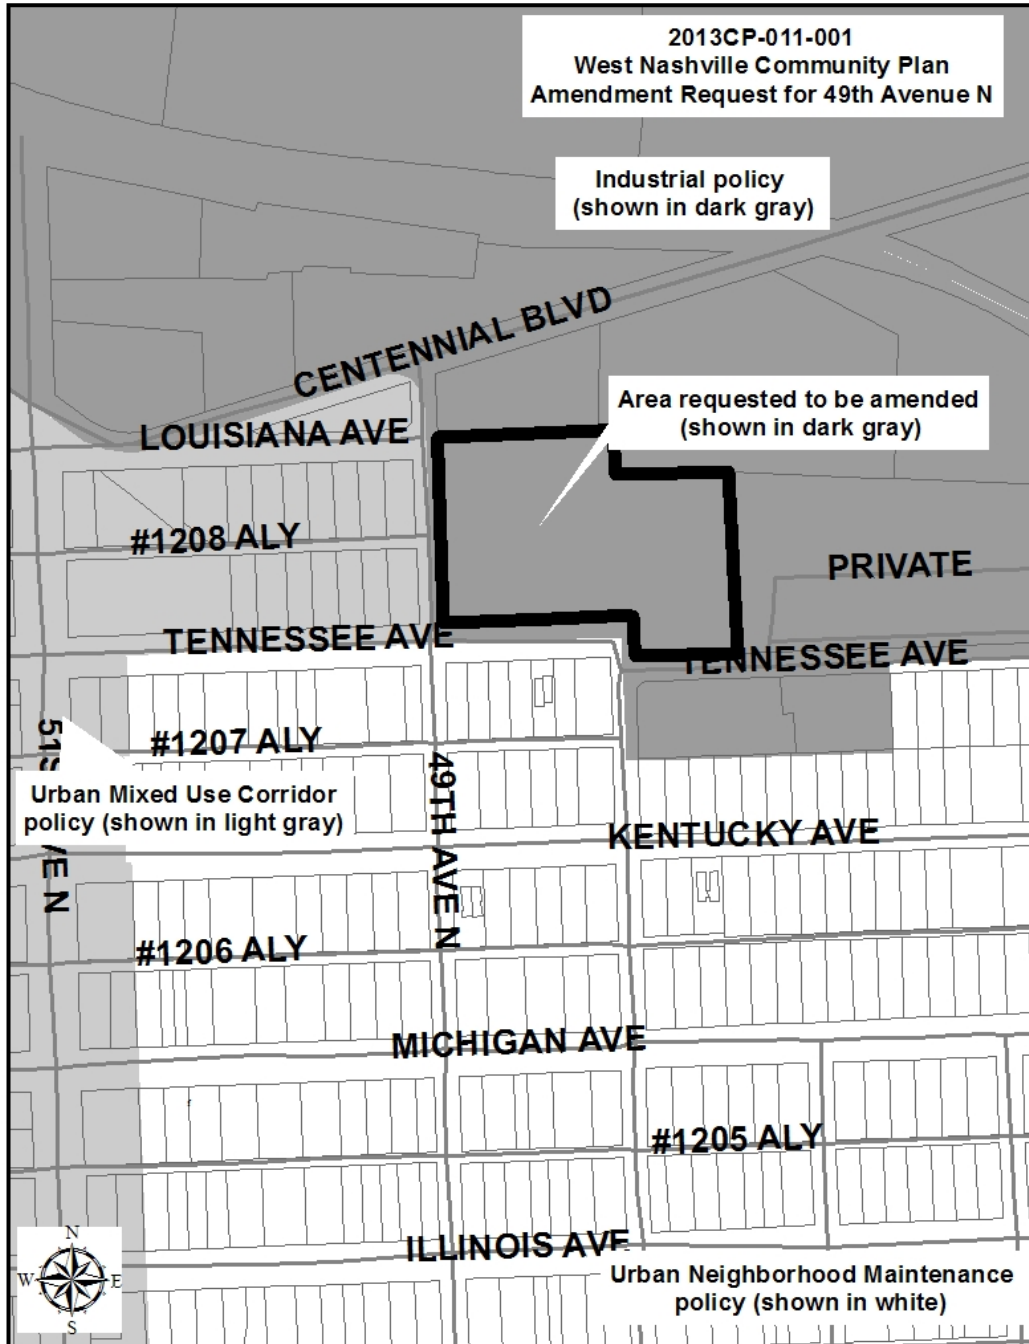 2013CP-011-001
West Nashville Community Plan
Amendment Request for 49th Avenue N
Industrial policy
(shown in dark gray)
CENTENNIAL BLVD
Area requested to be amended
(shown in dark gray)
LOUISIANA AVE
#1208 ALY
PRIVATE
TENNESSEE AVE
TENNESSEE AVE
#1207 ALY
Urban Mixed Use Corridor
policy (shown in light gray)
49TH AVE N
KENTUCKY AVE
#1206 ALY
MICHIGAN AVE
#1205 ALY
ILLINOIS AVE
N
W
E
S
Urban Neighborhood Maintenance
policy (shown in white)